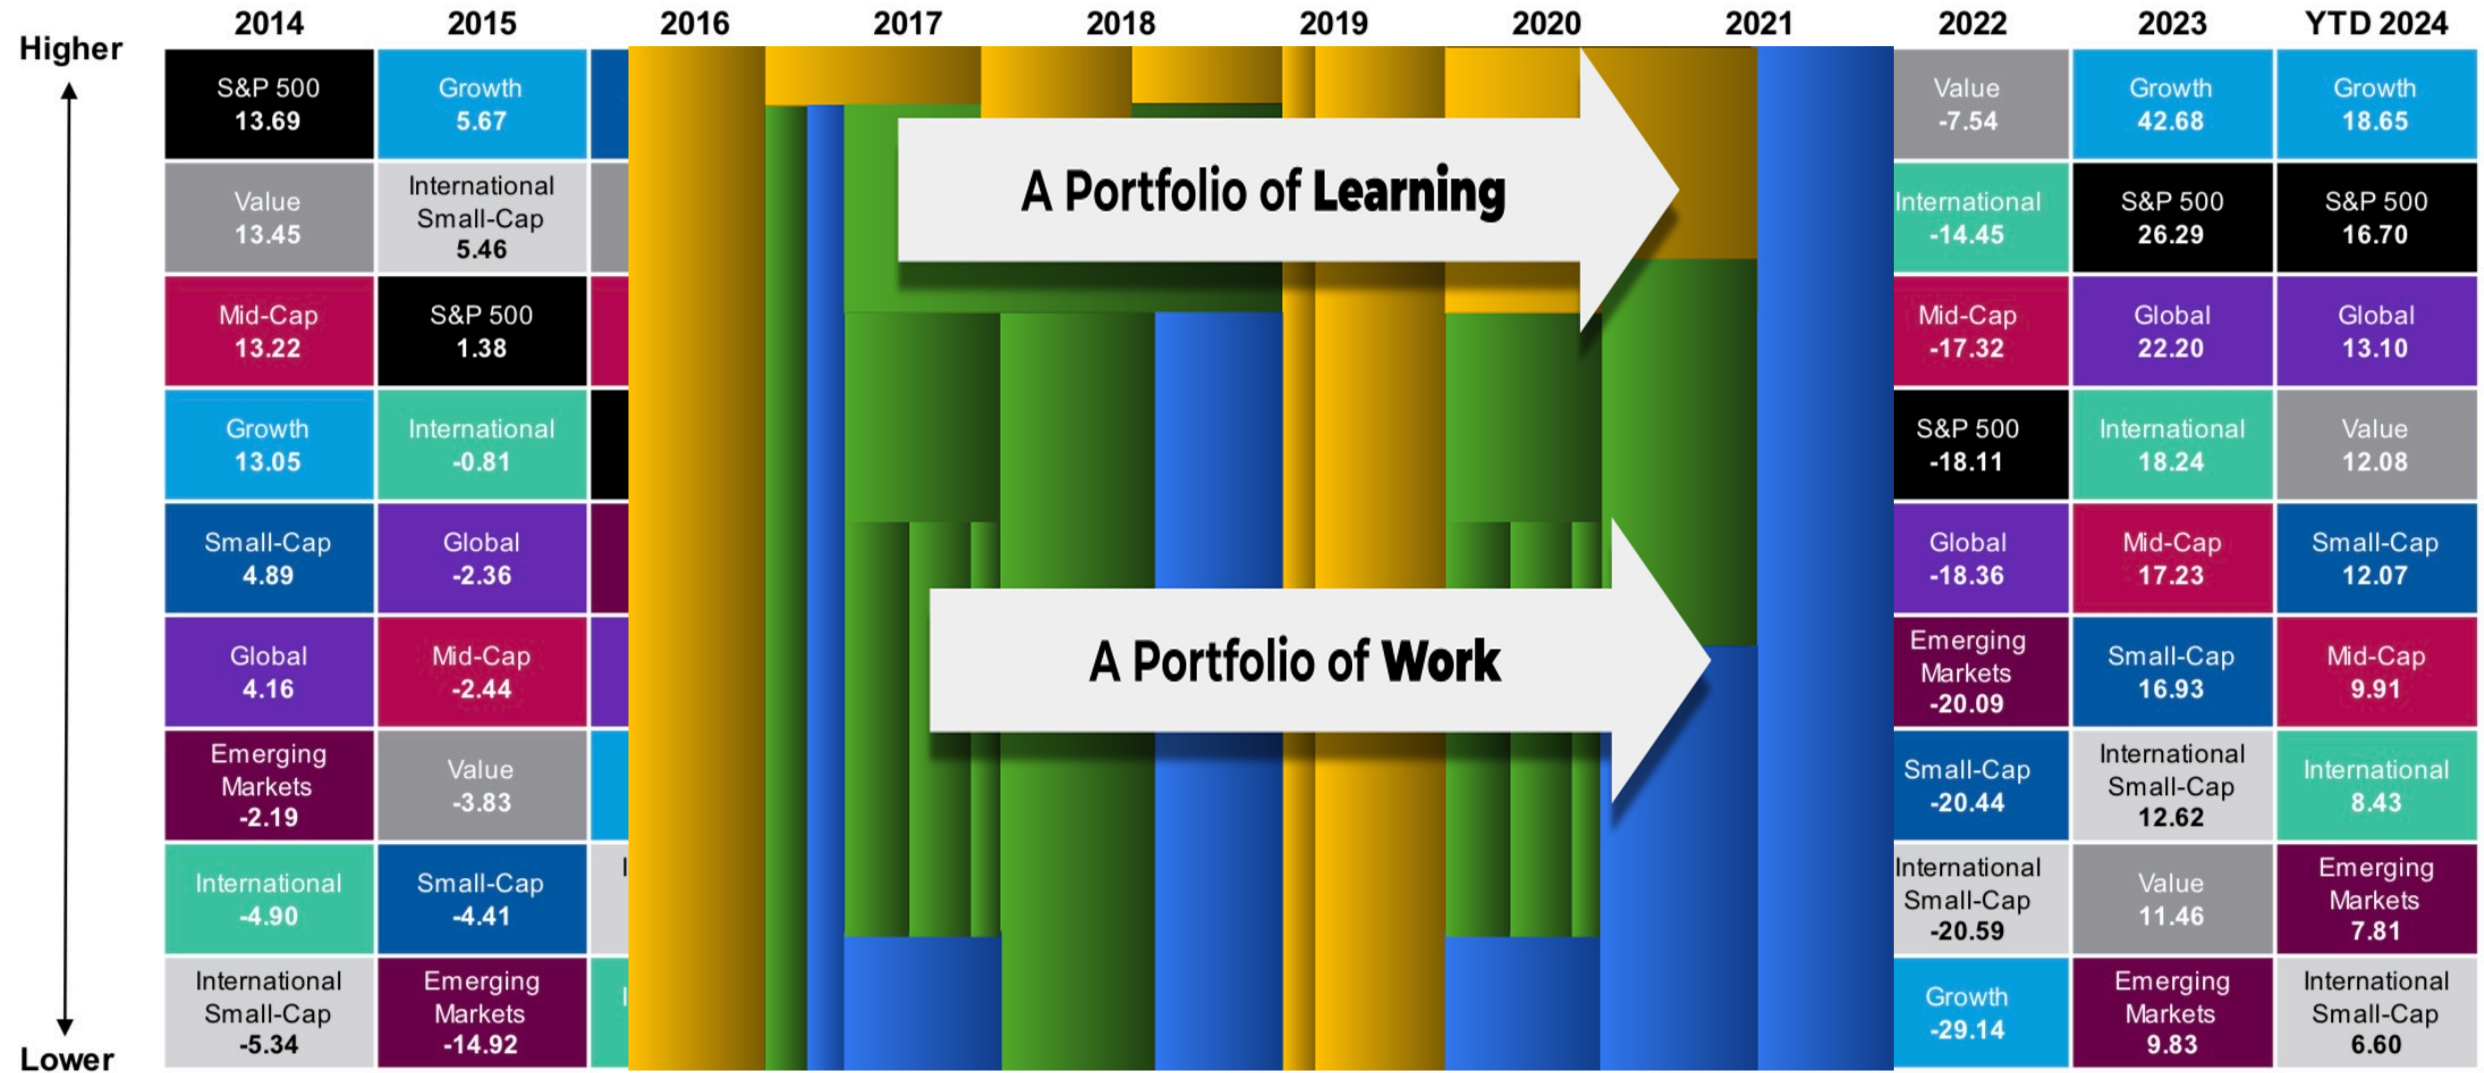 2014 2015 2016 2017 2018 2019 2020 2021 2022 2023 YTD 2024
Higher
S&P 500
13.69
Value
13.45
Mid-Cap
13.22
Growth
13.05
Small-Cap
4.89
Global
4.16
Emerging
Markets
-2.19
International
-4.90
International
Small-Cap
-5.34
Lower
Growth
5.67
International
Small-Cap
5.46
S&P 500
1.38
International
-0.81
Global
-2.36
Mid-Cap
-2.44
Value
-3.83
Small-Cap
-4.41
Emerging
Markets
-14.92
A Portfolio of Learning
A Portfolio of Work
Value
-7.54
International
-14.45
Mid-Cap
-17.32
S&P 500
-18.11
Global
-18.36
Emerging
Markets
-20.09
Small-Cap
-20.44
International
Small-Cap
-20.59
Growth
-29.14
Growth
42.68
S&P 500
26.29
Global
22.20
International
18.24
Mid-Cap
17.23
Small-Cap
16.93
International
Small-Cap
12.62
Value
11.46
Emerging
Markets
9.83
Growth
18.65
S&P 500
16.70
Global
13.10
Value
12.08
Small-Cap
12.07
Mid-Cap
9.91
International
8.43
Emerging
Markets
7.81
International
Small-Cap
6.60